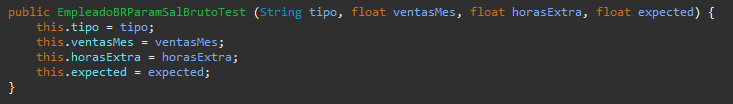 public EmpleadoBRParamSalBrutoTest (String tipo, float ventasMes, float horasExtra, float expected) {
this.tipo = tipo;
this.ventasMes = ventasMes;
this.horasExtra = horasExtra;
this.expected = expected;
}